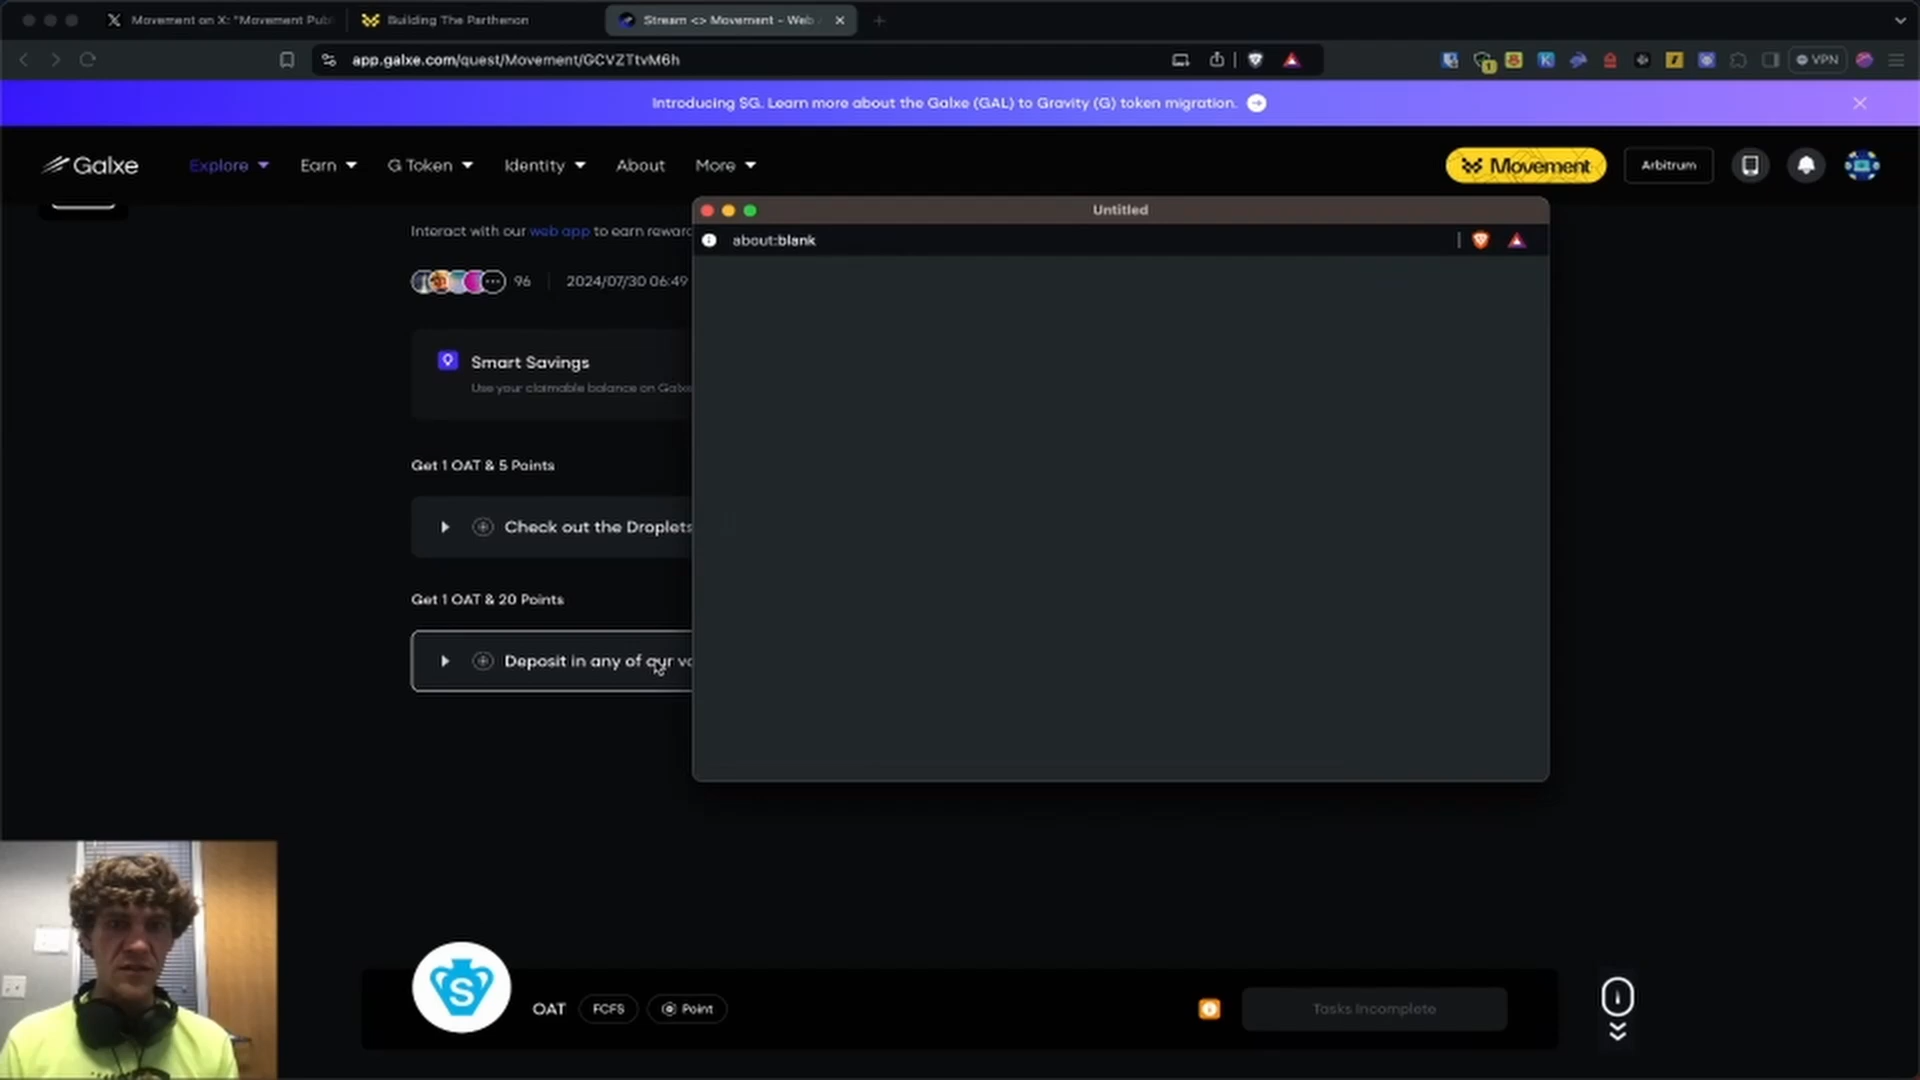 Movement on X: "Movement Pub
Building The Parthenon
Stream <> Movement - Web
app.galxe.com/quest/Movement/GCVZTtvM6h
1
VPN
Introducing $G. Learn more about the Galxe (GAL) to Gravity (G) token migration.
Galxe
Explore
Earn
G Token
Identity
About
More
Movement
Arbitrum
Untitled
about:blank
Interact with our web app to earn reward
96
2024/07/30 06:49
Smart Savings
Use your claimable balance on Galxe
Get 1 OAT & 5 Points
Check out the Droplets
Get 1 OAT & 20 Points
Deposit in any of our va
S
OAT
FCFS
Point
Tasks Incomplete